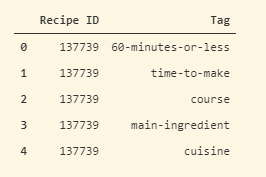 Recipe ID Tag
0 137739 60-minutes-or-less
1 137739 time-to-make
2 137739 course
3 137739 main-ingredient
4 137739 cuisine